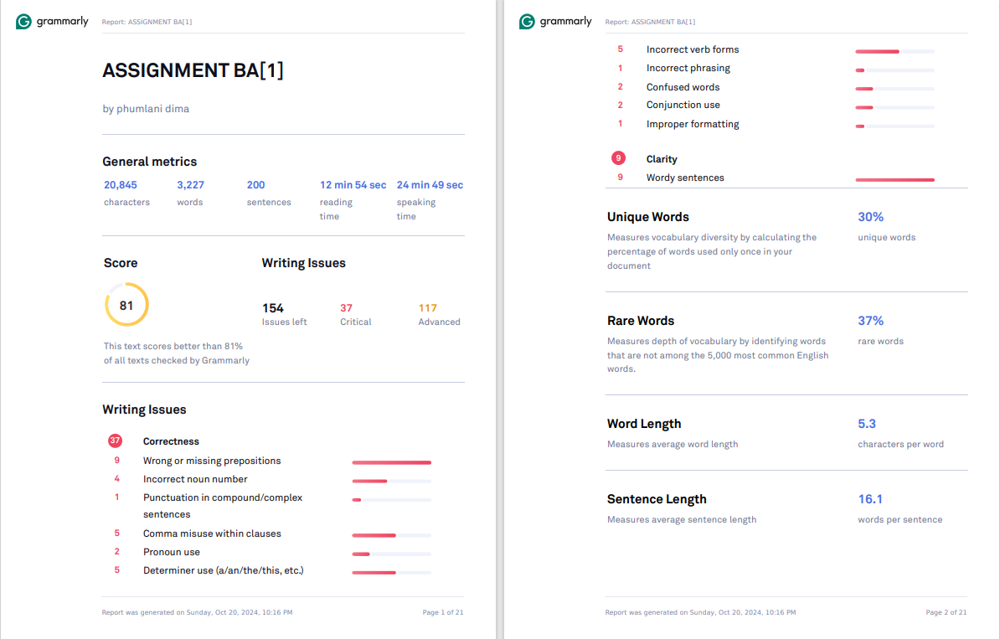 grammarly
Report: ASSIGNMENT BA[1]
ASSIGNMENT BA[1]
by phumlani dima
General metrics
20,845 3,227 200 12 min 54 sec 24 min 49 sec
characters words sentences reading speaking
time time
Score Writing Issues
81
154 37 117
Issues left Critical Advanced
This text scores better than 81%
of all texts checked by Grammarly
Writing Issues
37 Correctness
9 Wrong or missing prepositions
4 Incorrect noun number
1 Punctuation in compound/complex
sentences
5 Comma misuse within clauses
2 Pronoun use
5 Determiner use (a/an/the/this, etc.)
Report was generated on Sunday, Oct 20, 2024, 10:16 PM Page 1 of 21
grammarly
Report: ASSIGNMENT BA[1]
5 Incorrect verb forms
1 Incorrect phrasing
2 Confused words
2 Conjunction use
1 Improper formatting
9 Clarity
9 Wordy sentences
Unique Words 30%
Measures vocabulary diversity by calculating the unique words
percentage of words used only once in your
document
Rare Words 37%
Measures depth of vocabulary by identifying words rare words
that are not among the 5,000 most common English
words.
Word Length 5.3
Measures average word length characters per word
Sentence Length 16.1
Measures average sentence length words per sentence
Report was generated on Sunday, Oct 20, 2024, 10:16 PM Page 2 of 21